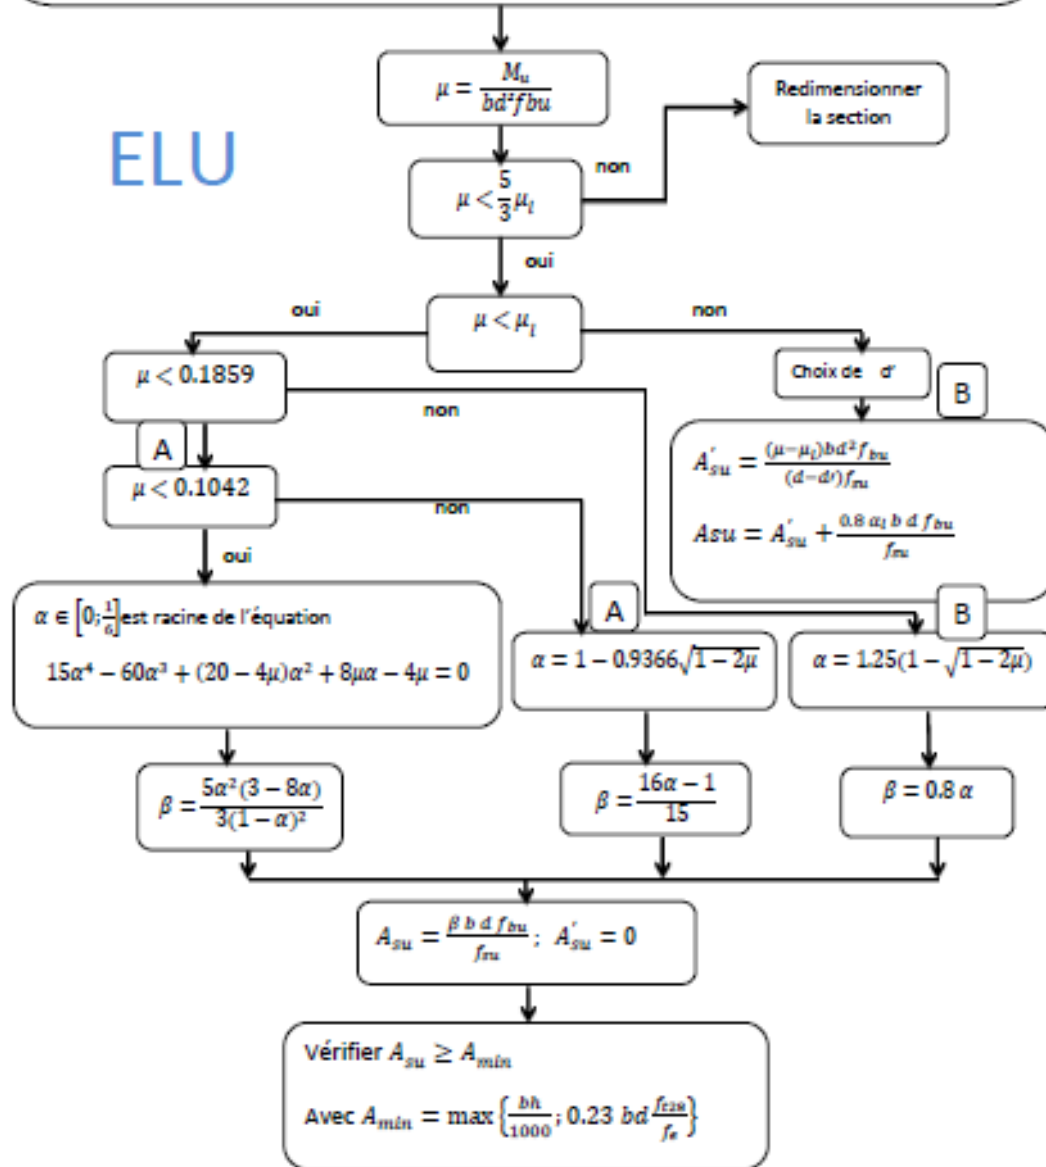 μ = M_u / bd²fbu
Redimensionner
la section
ELU
non
μ < 5/3 μ_l
oui
oui
μ < μ_l
non
μ < 0.1859
Choix de d'
B
non
A
A'_su = (μ−μ_l)bd²f_bu / (d−d')f_su
μ < 0.1042
non
Asu = A'_su + 0.8 α_l b d f_bu / f_su
oui
α ∈ [0; 1/6] est racine de l'équation
A
B
15α⁴ − 60α³ + (20 − 4μ)α² + 8μα − 4μ = 0
α = 1 − 0.9366√(1 − 2μ)
α = 1.25(1 − √(1 − 2μ))
β = 5α²(3 − 8α) / 3(1 − α)²
β = (16α − 1) / 15
β = 0.8 α
A_su = β b d f_bu / f_su ; A'_su = 0
Vérifier A_su ≥ A_min
Avec A_min = max {bh/1000 ; 0.23 bd f_t28/f_e}